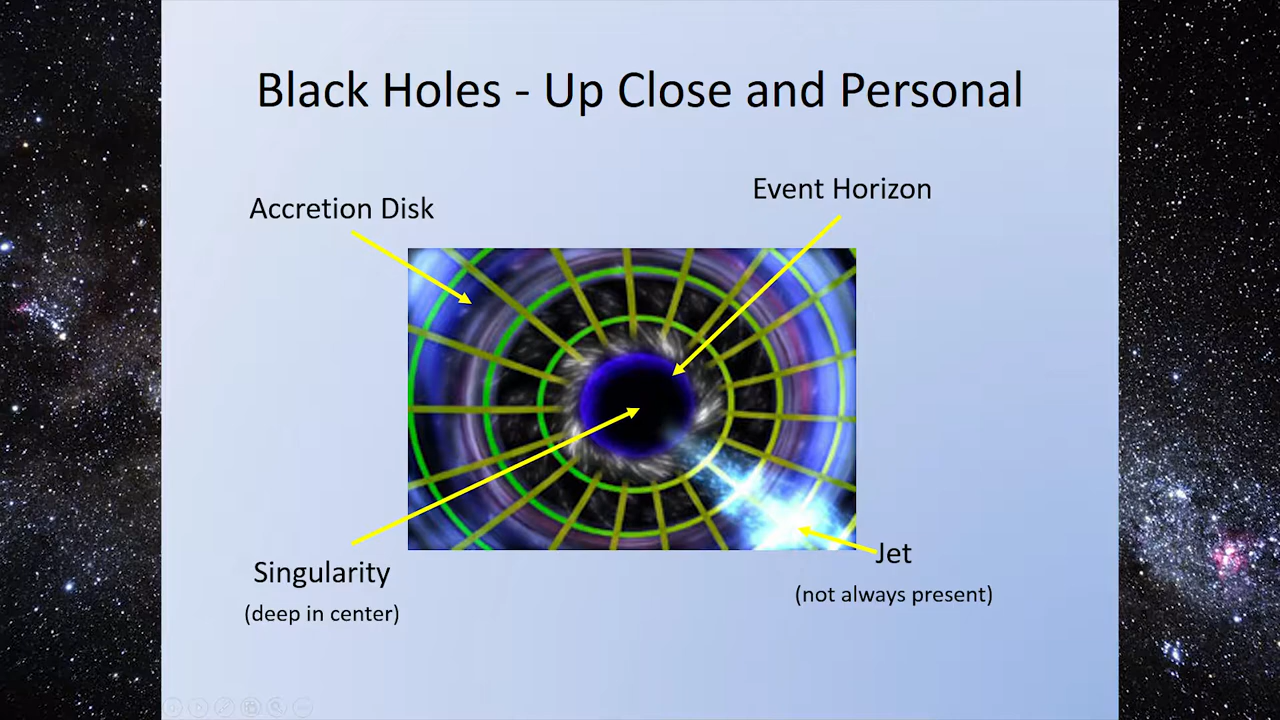 Black Holes - Up Close and Personal
Accretion Disk
Event Horizon
Singularity
(deep in center)
Jet
(not always present)